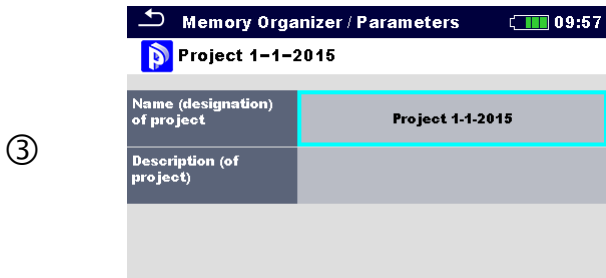 Memory Organizer / Parameters 09:57
Project 1-1-2015
Name (designation)
of project
Project 1-1-2015
③
Description (of
project)